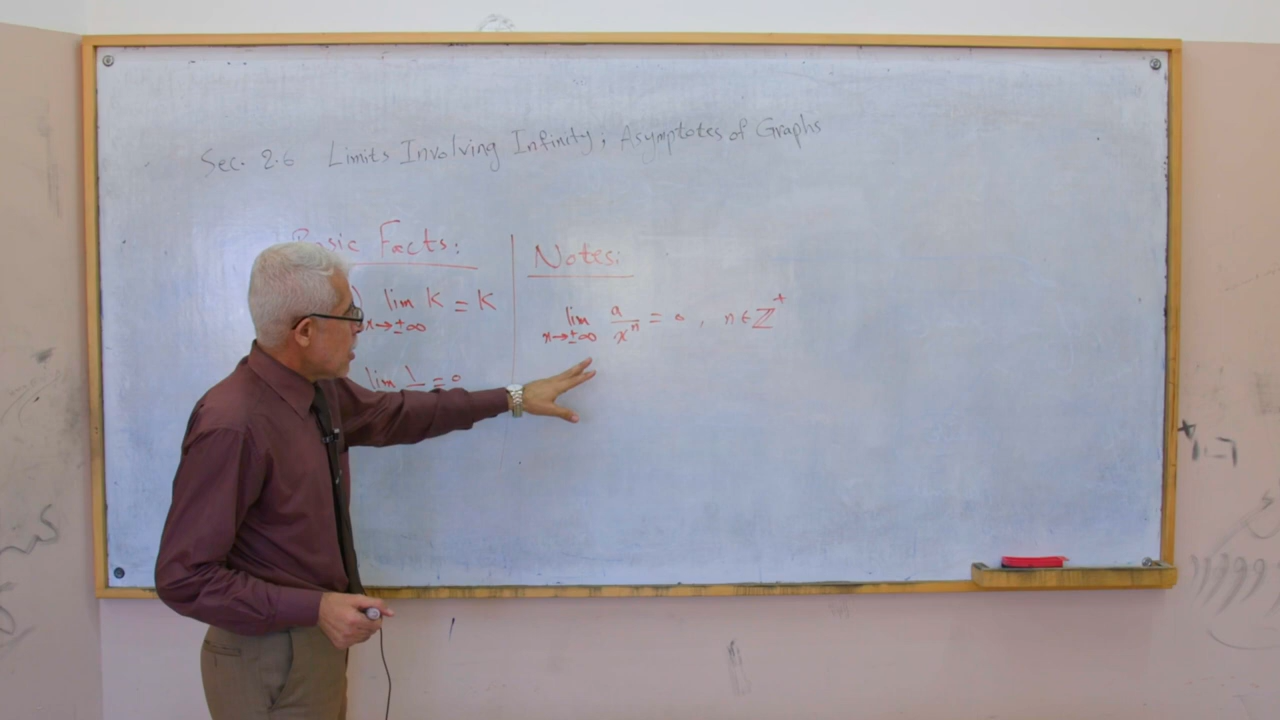 Sec. 2.6 Limits Involving Infinity; Asymptotes of Graphs
Basic Facts:
) lim K = K
x→±∞
lim 1 = 0
Notes:
lim a/xⁿ = 0, n ∈ ℤ⁺
x→±∞